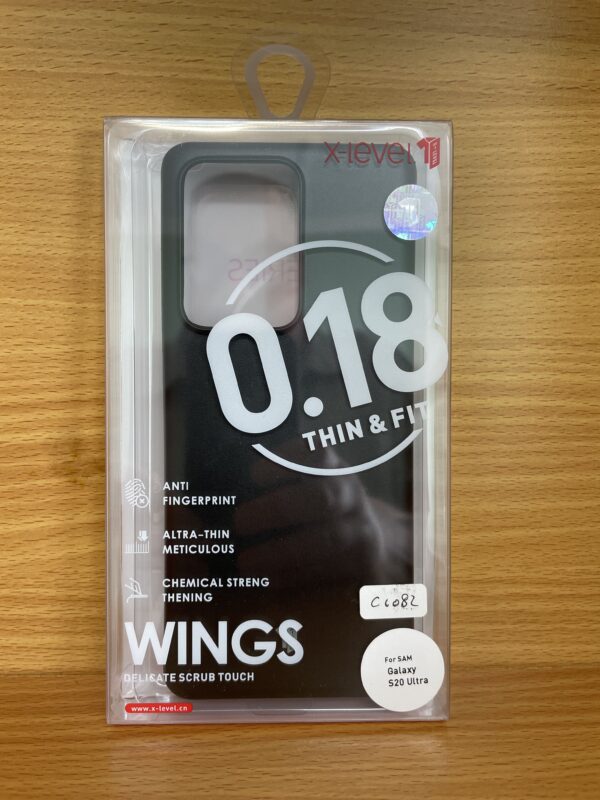 X-LEVEL
SERIES
0.18
THIN & FIT
ANTI
FINGERPRINT
ALTRA-THIN
METICULOUS
CHEMICAL STRENG
THENING
C6082
WINGS
DELICATE SCRUB TOUCH
For SAM
Galaxy
S20 Ultra
www.x-level.cn